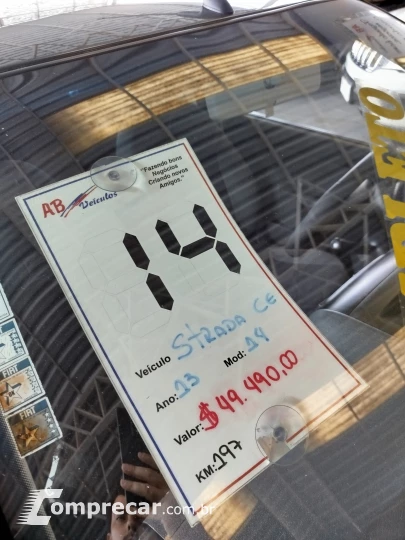 AB Veículos
"Fazendo bons
Negócios
Criando novos
Amigos."
14
Veículo STRADA CE
Ano: 13 Mod: 14
Valor: $ 49.490,00
KM: 197
FIAT
Comprecar.com.br